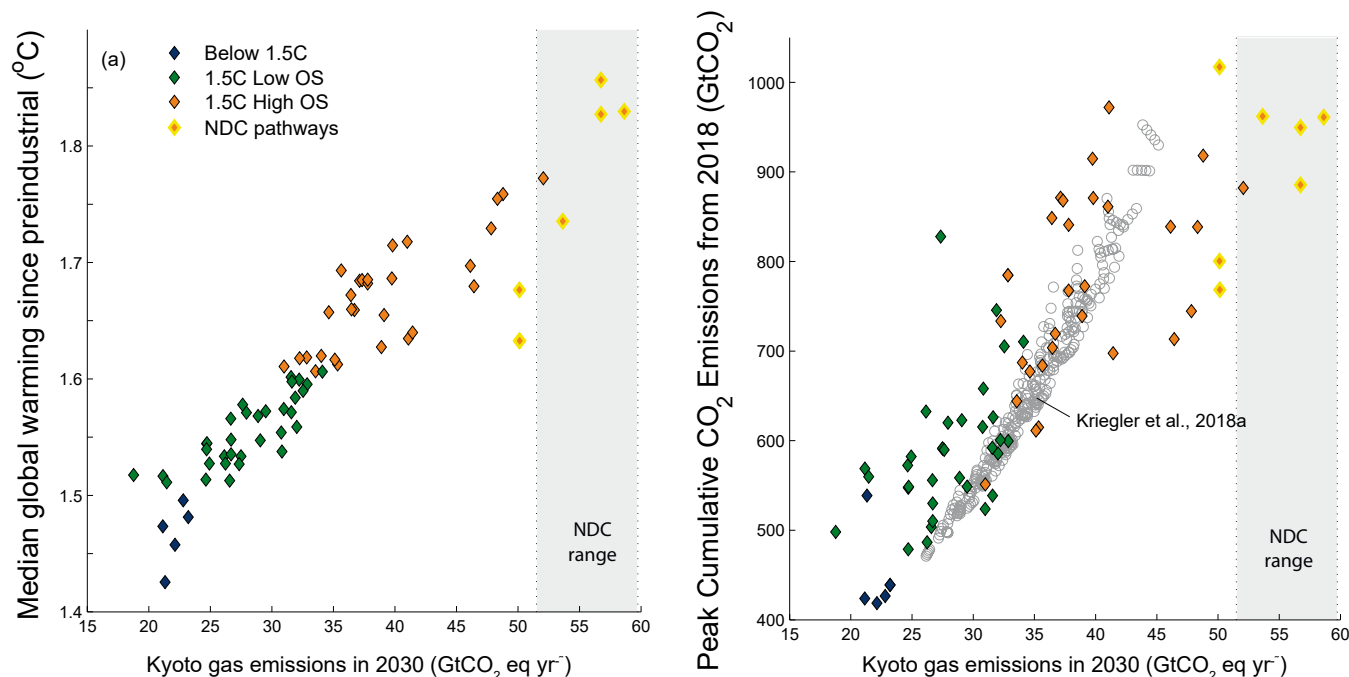 Median global warming since preindustrial (°C)
(a)
Below 1.5C
1.5C Low OS
1.5C High OS
NDC pathways
1.8
1.7
1.6
1.5
1.4
NDC
range
15 20 25 30 35 40 45 50 55 60
Kyoto gas emissions in 2030 (GtCO₂ eq yr⁻)
Peak Cumulative CO₂ Emissions from 2018 (GtCO₂)
1000
900
800
700
600
500
400
Kriegler et al., 2018a
NDC
range
15 20 25 30 35 40 45 50 55 60
Kyoto gas emissions in 2030 (GtCO₂ eq yr⁻)